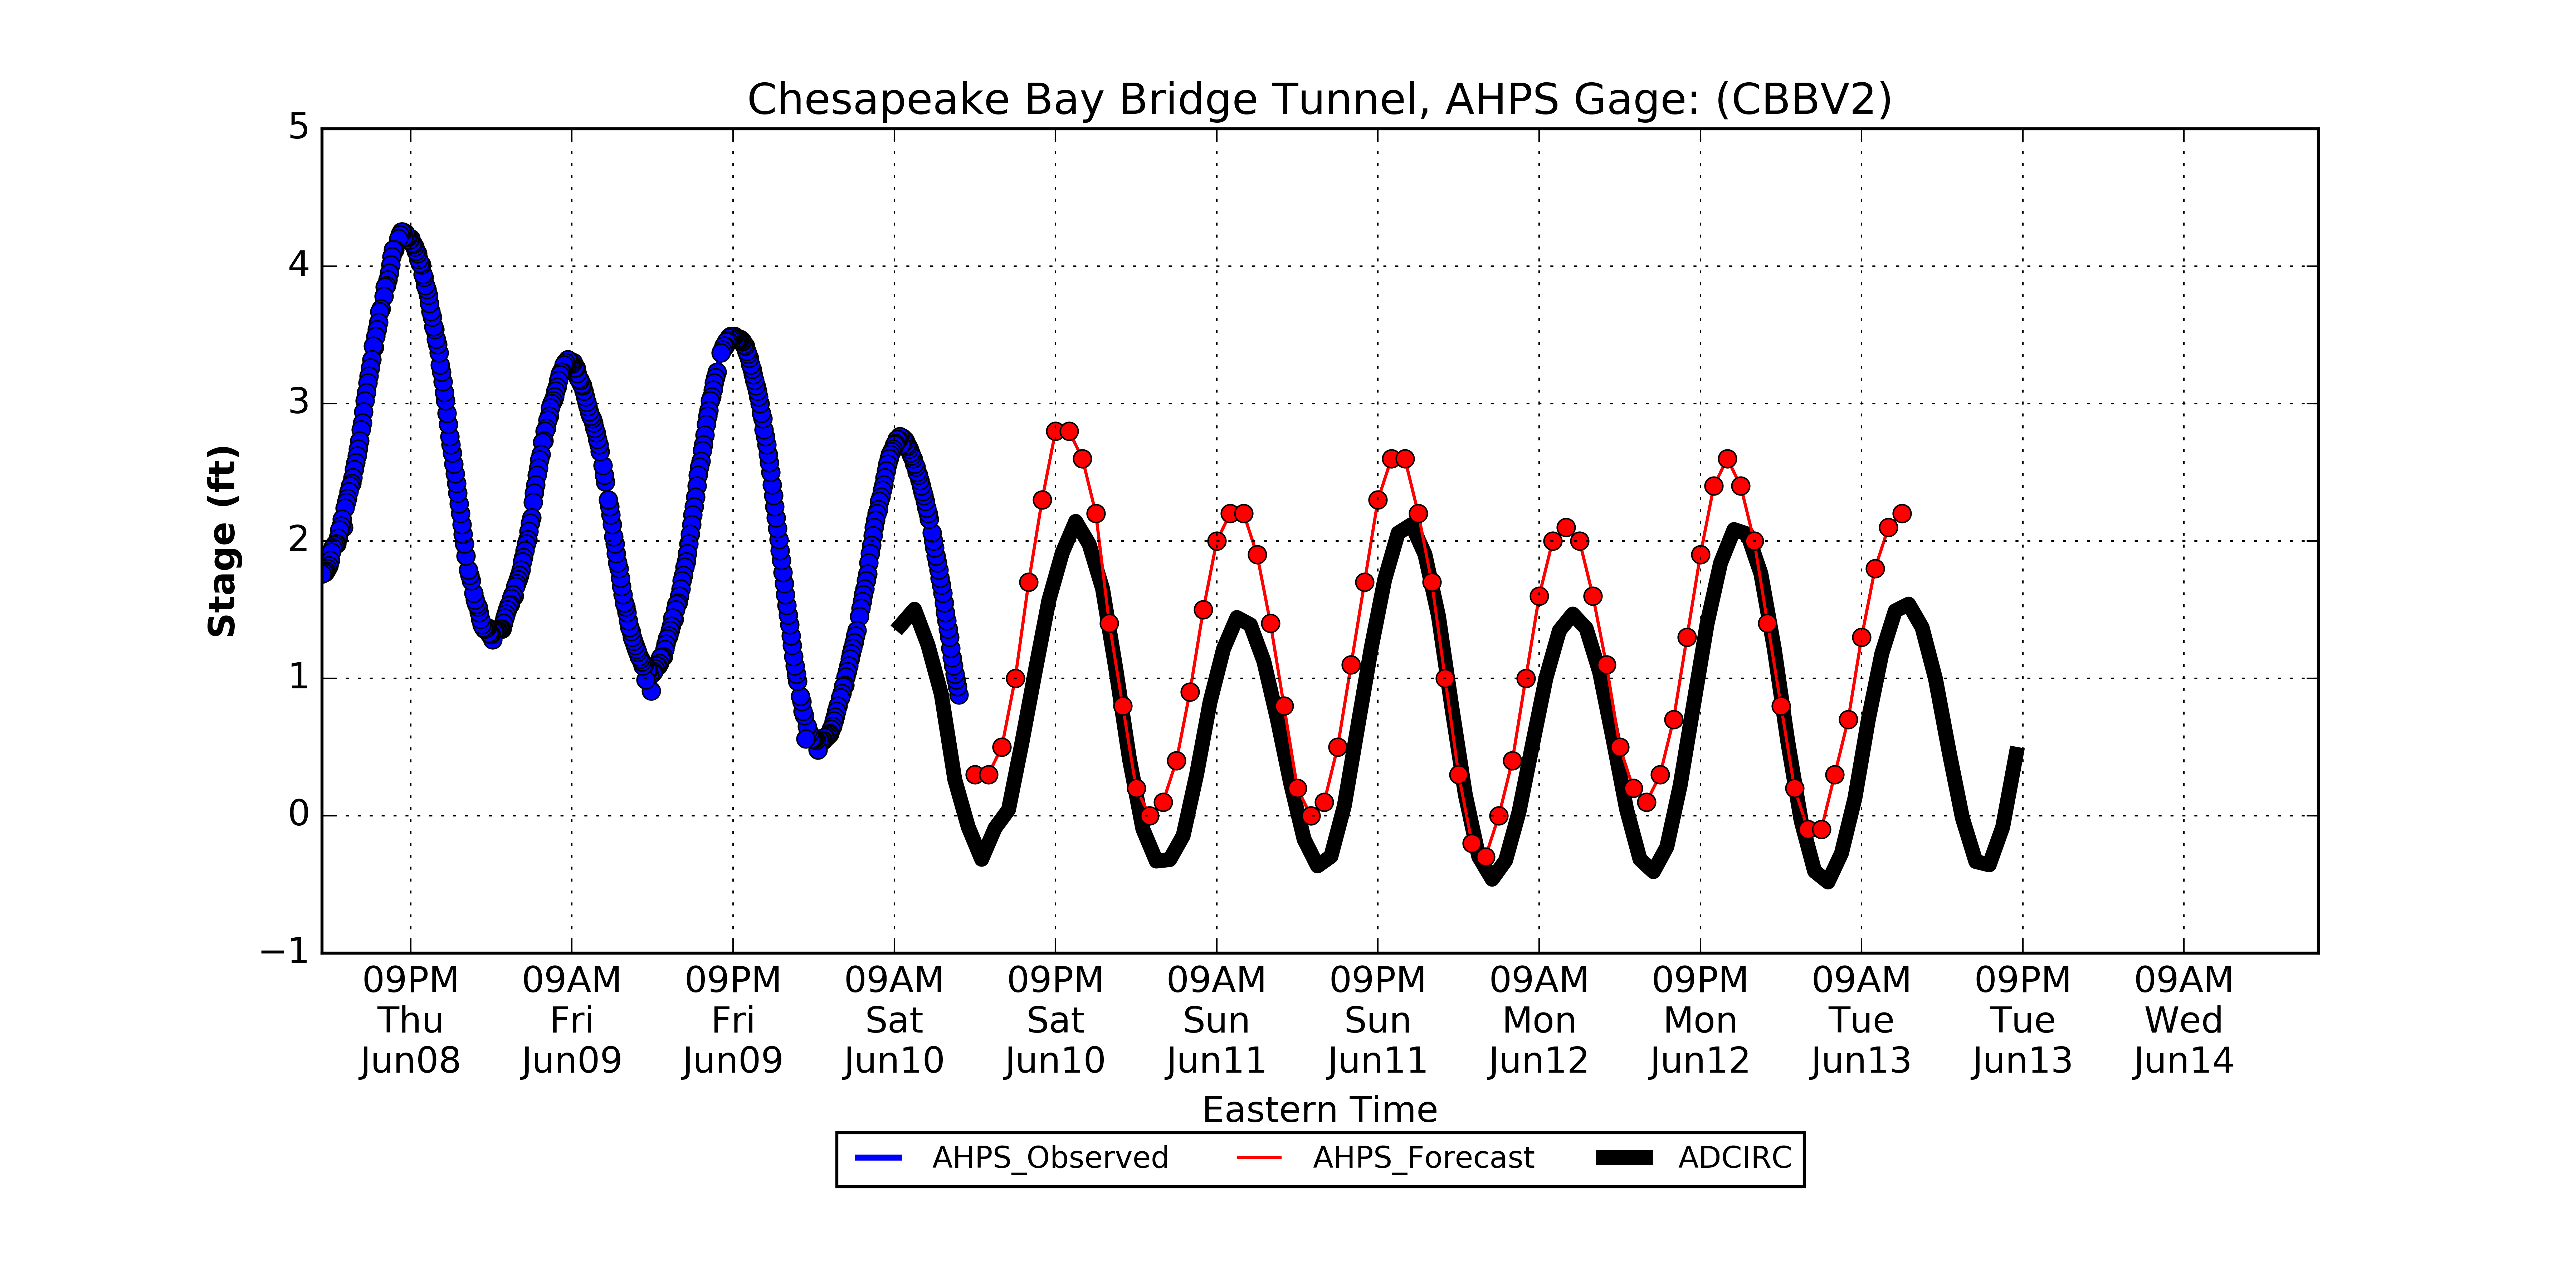 Chesapeake Bay Bridge Tunnel, AHPS Gage: (CBBV2)
5
4
3
2
1
0
−1
Stage (ft)
09PM 09AM 09PM 09AM 09PM 09AM 09PM 09AM 09PM 09AM 09PM 09AM
Thu Fri Fri Sat Sat Sun Sun Mon Mon Tue Tue Wed
Jun08 Jun09 Jun09 Jun10 Jun10 Jun11 Jun11 Jun12 Jun12 Jun13 Jun13 Jun14
Eastern Time
AHPS_Observed AHPS_Forecast ADCIRC